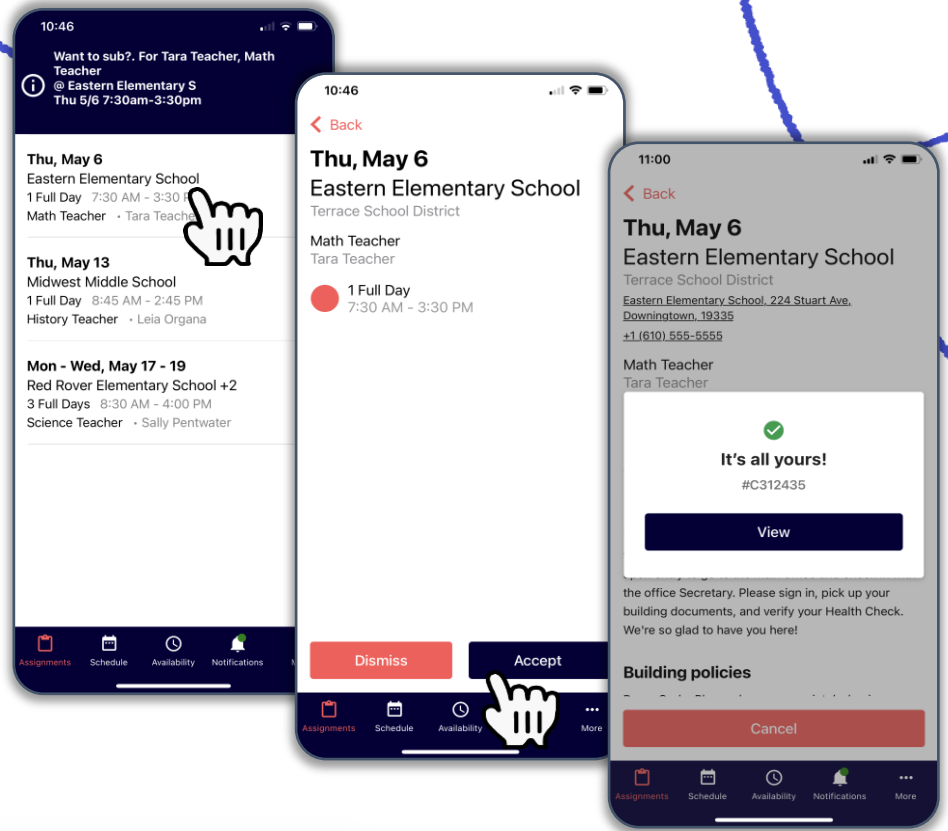 10:46
Want to sub?. For Tara Teacher, Math
Teacher
@ Eastern Elementary S
Thu 5/6 7:30am-3:30pm
Thu, May 6
Eastern Elementary School
1 Full Day 7:30 AM - 3:30
Math Teacher • Tara Teache
Thu, May 13
Midwest Middle School
1 Full Day 8:45 AM - 2:45 PM
History Teacher • Leia Organa
Mon - Wed, May 17 - 19
Red Rover Elementary School +2
3 Full Days 8:30 AM - 4:00 PM
Science Teacher • Sally Pentwater
Assignments Schedule Availability Notifications
10:46
Back
Thu, May 6
Eastern Elementary School
Terrace School District
Math Teacher
Tara Teacher
1 Full Day
7:30 AM - 3:30 PM
Dismiss Accept
Assignments Schedule Availability More
11:00
Back
Thu, May 6
Eastern Elementary School
Terrace School District
Eastern Elementary School, 224 Stuart Ave.
Downingtown, 19335
+1 (610) 555-5555
Math Teacher
Tara Teacher
It's all yours!
#C312435
View
the office Secretary. Please sign in, pick up your
building documents, and verify your Health Check.
We're so glad to have you here!
Building policies
Cancel
Assignments Schedule Availability Notifications More